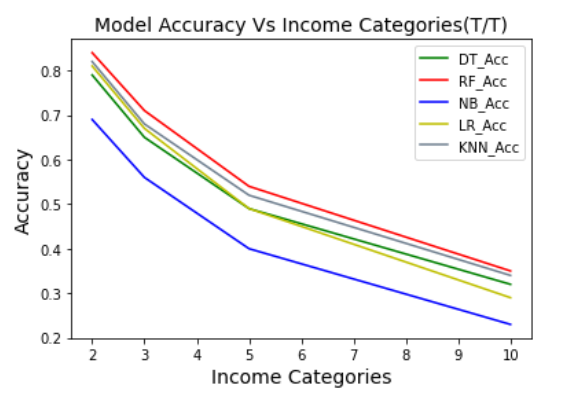 Model Accuracy Vs Income Categories(T/T)
DT_Acc
RF_Acc
NB_Acc
LR_Acc
KNN_Acc
Accuracy
0.8
0.7
0.6
0.5
0.4
0.3
0.2
2 3 4 5 6 7 8 9 10
Income Categories